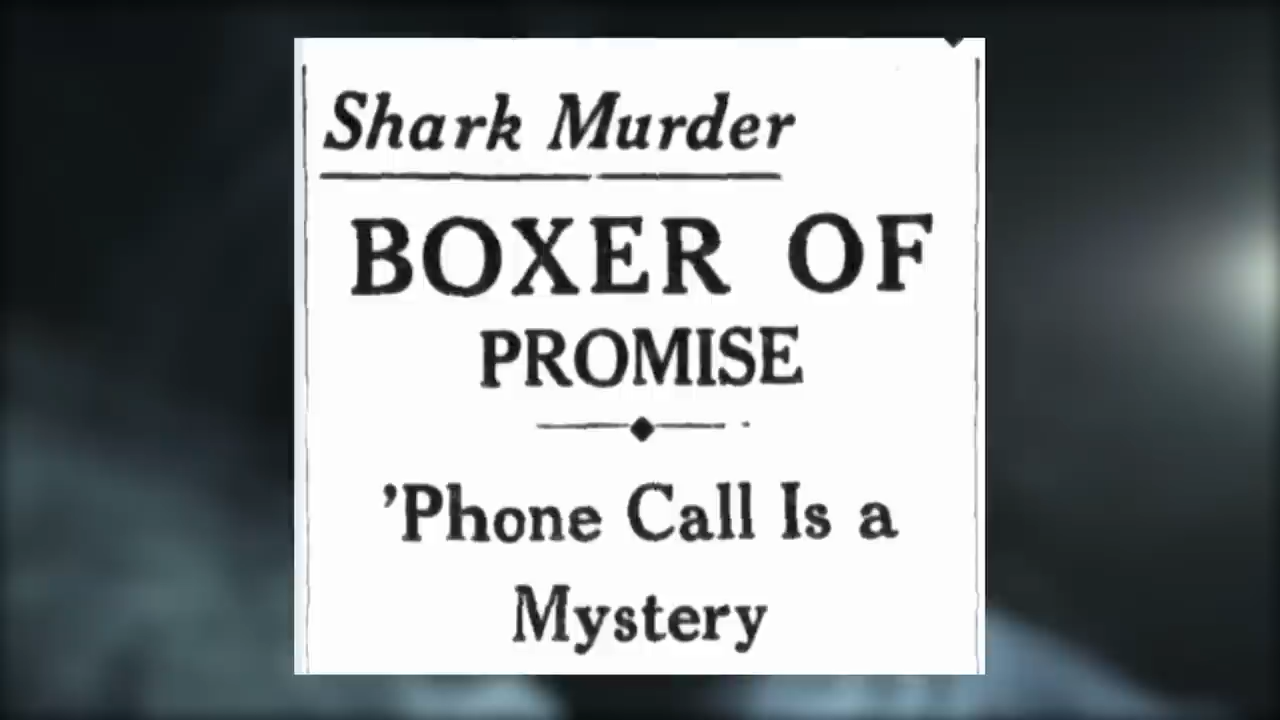 Shark Murder
BOXER OF
PROMISE
'Phone Call Is a
Mystery